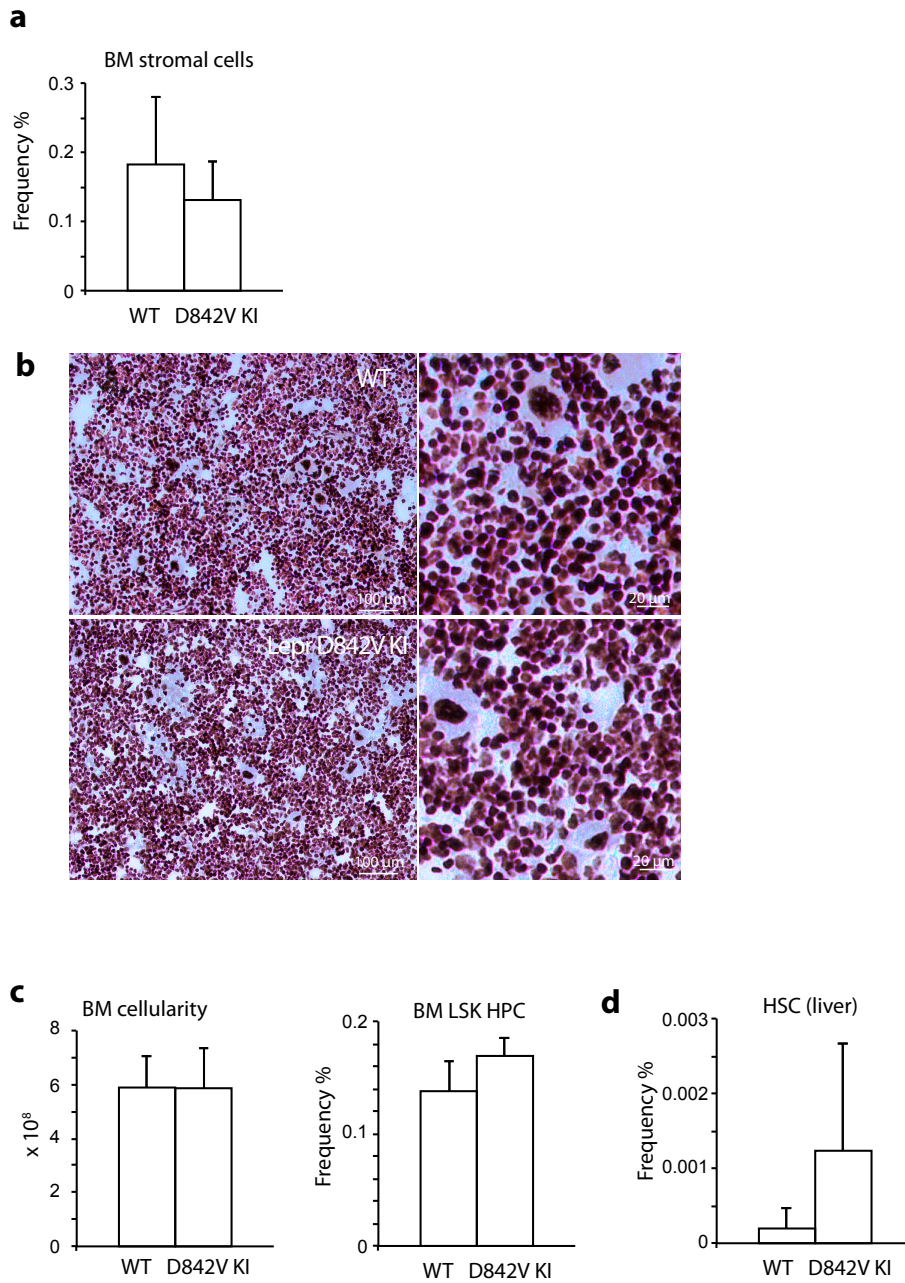 a
BM stromal cells
Frequency %
0.3
0.2
0.1
0
WT D842V KI
b
WT
100 µm
20 µm
Lepr D842V KI
100 µm
20 µm
c
BM cellularity
x 10⁸
8
6
4
2
0
WT D842V KI
BM LSK HPC
Frequency %
0.2
0.1
0
WT D842V KI
d
HSC (liver)
Frequency %
0.003
0.002
0.001
0
WT D842V KI